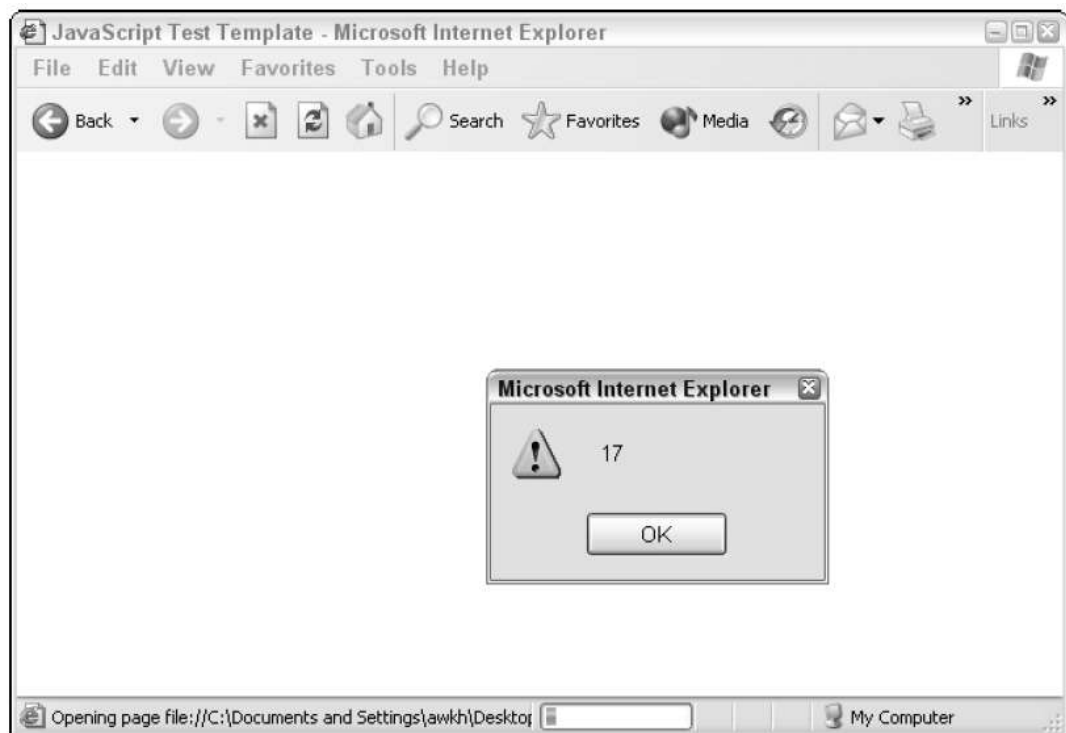 JavaScript Test Template - Microsoft Internet Explorer
File Edit View Favorites Tools Help
Back Search Favorites Media » Links »
Microsoft Internet Explorer
17
OK
Opening page file://C:\Documents and Settings\awkh\Desktop My Computer